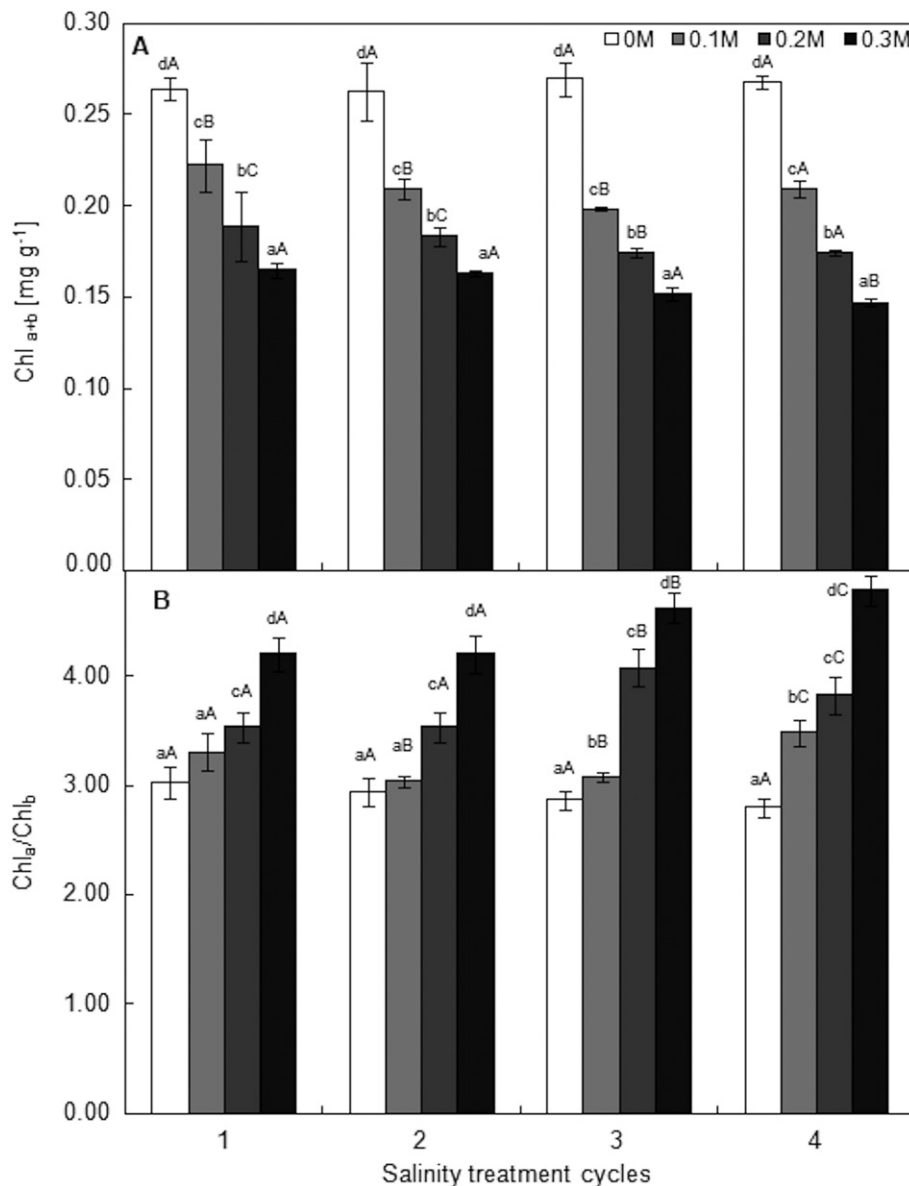 0.30
A
0M 0.1M 0.2M 0.3M
dA dA dA dA
cB bC aA cB bC aA cB bB aA cA bA aB
0.25
0.20
0.15
0.10
0.05
0.00
Chl a+b [mg g-1]
B
aA aA cA dA aA aB cA dA aA bB cB dB aA bC cC dC
4.00
3.00
2.00
1.00
0.00
Chla/Chlb
1 2 3 4
Salinity treatment cycles